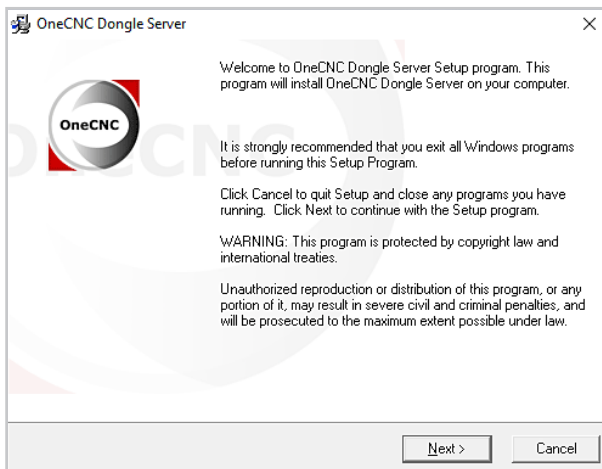 OneCNC Dongle Server
Welcome to OneCNC Dongle Server Setup program. This
program will install OneCNC Dongle Server on your computer.
OneCNC
OneCNC
It is strongly recommended that you exit all Windows programs
before running this Setup Program.
Click Cancel to quit Setup and close any programs you have
running. Click Next to continue with the Setup program.
WARNING: This program is protected by copyright law and
international treaties.
Unauthorized reproduction or distribution of this program, or any
portion of it, may result in severe civil and criminal penalties, and
will be prosecuted to the maximum extent possible under law.
Next >
Cancel